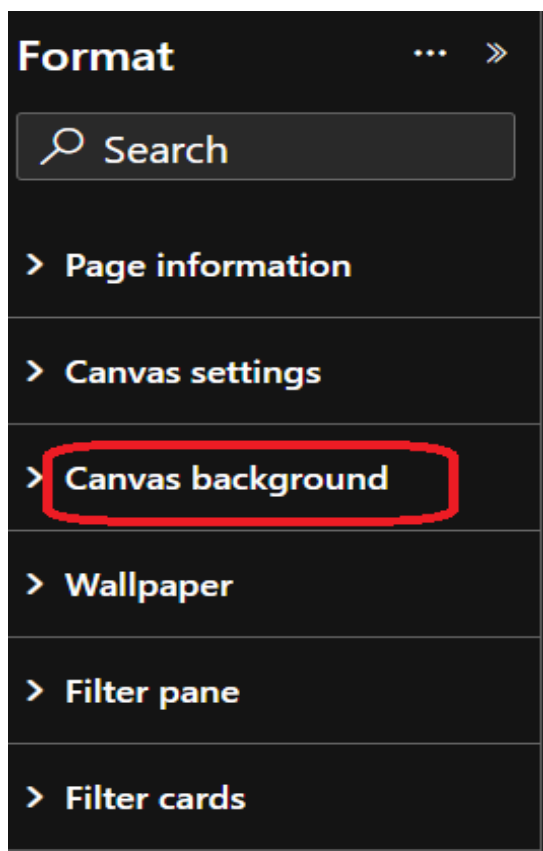 Format
Search
Page information
Canvas settings
Canvas background
Wallpaper
Filter pane
Filter cards